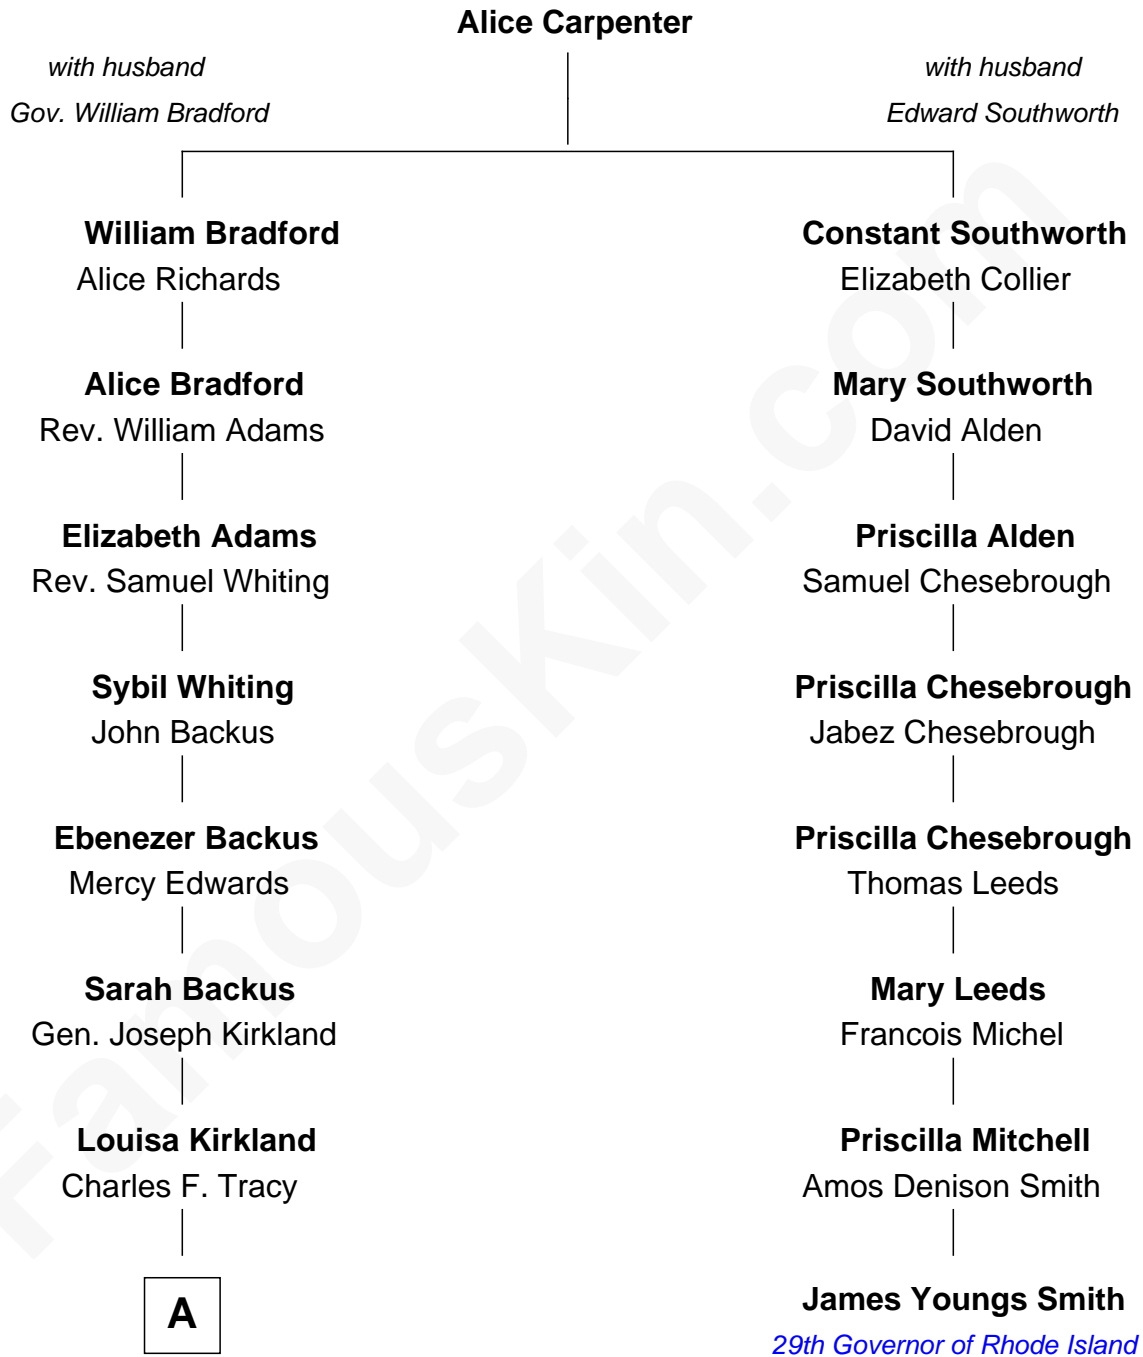 Alice Carpenter
with husband
Gov. William Bradford
with husband
Edward Southworth
William Bradford
Alice Richards
Constant Southworth
Elizabeth Collier
Alice Bradford
Rev. William Adams
Mary Southworth
David Alden
Elizabeth Adams
Rev. Samuel Whiting
Priscilla Alden
Samuel Chesebrough
Sybil Whiting
John Backus
Priscilla Chesebrough
Jabez Chesebrough
Ebenezer Backus
Mercy Edwards
Priscilla Chesebrough
Thomas Leeds
Sarah Backus
Gen. Joseph Kirkland
Mary Leeds
Francois Michel
Louisa Kirkland
Charles F. Tracy
Priscilla Mitchell
Amos Denison Smith
A
James Youngs Smith
29th Governor of Rhode Island
FamousKin.com